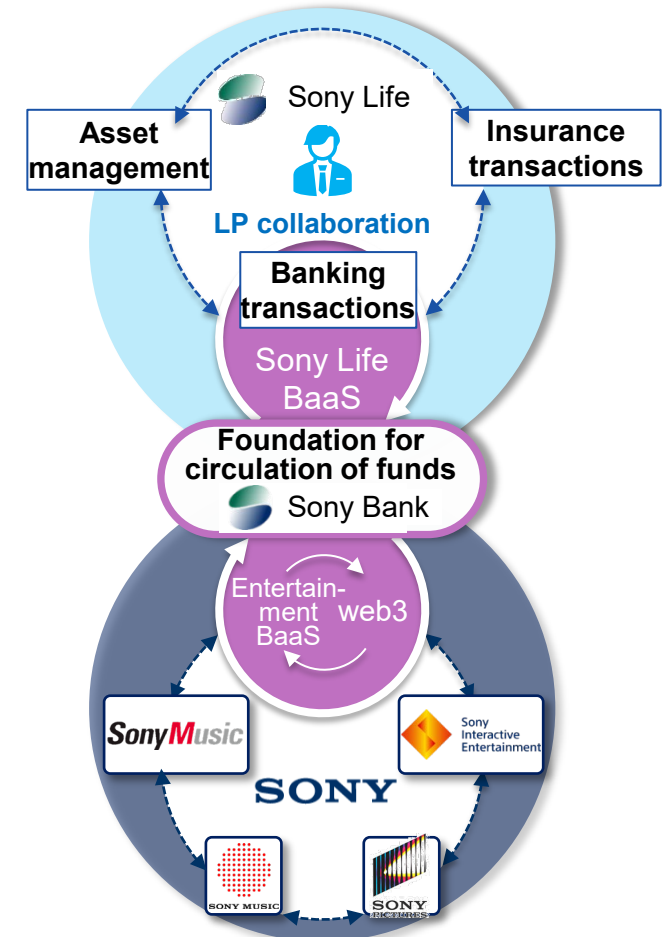 Sony Life
Asset
management
Insurance
transactions
LP collaboration
Banking
transactions
Sony Life
BaaS
Foundation for
circulation of funds
Sony Bank
Entertain-
ment
BaaS
web3
SonyMusic
Sony
Interactive
Entertainment
SONY
SONY MUSIC
SONY
PICTURES